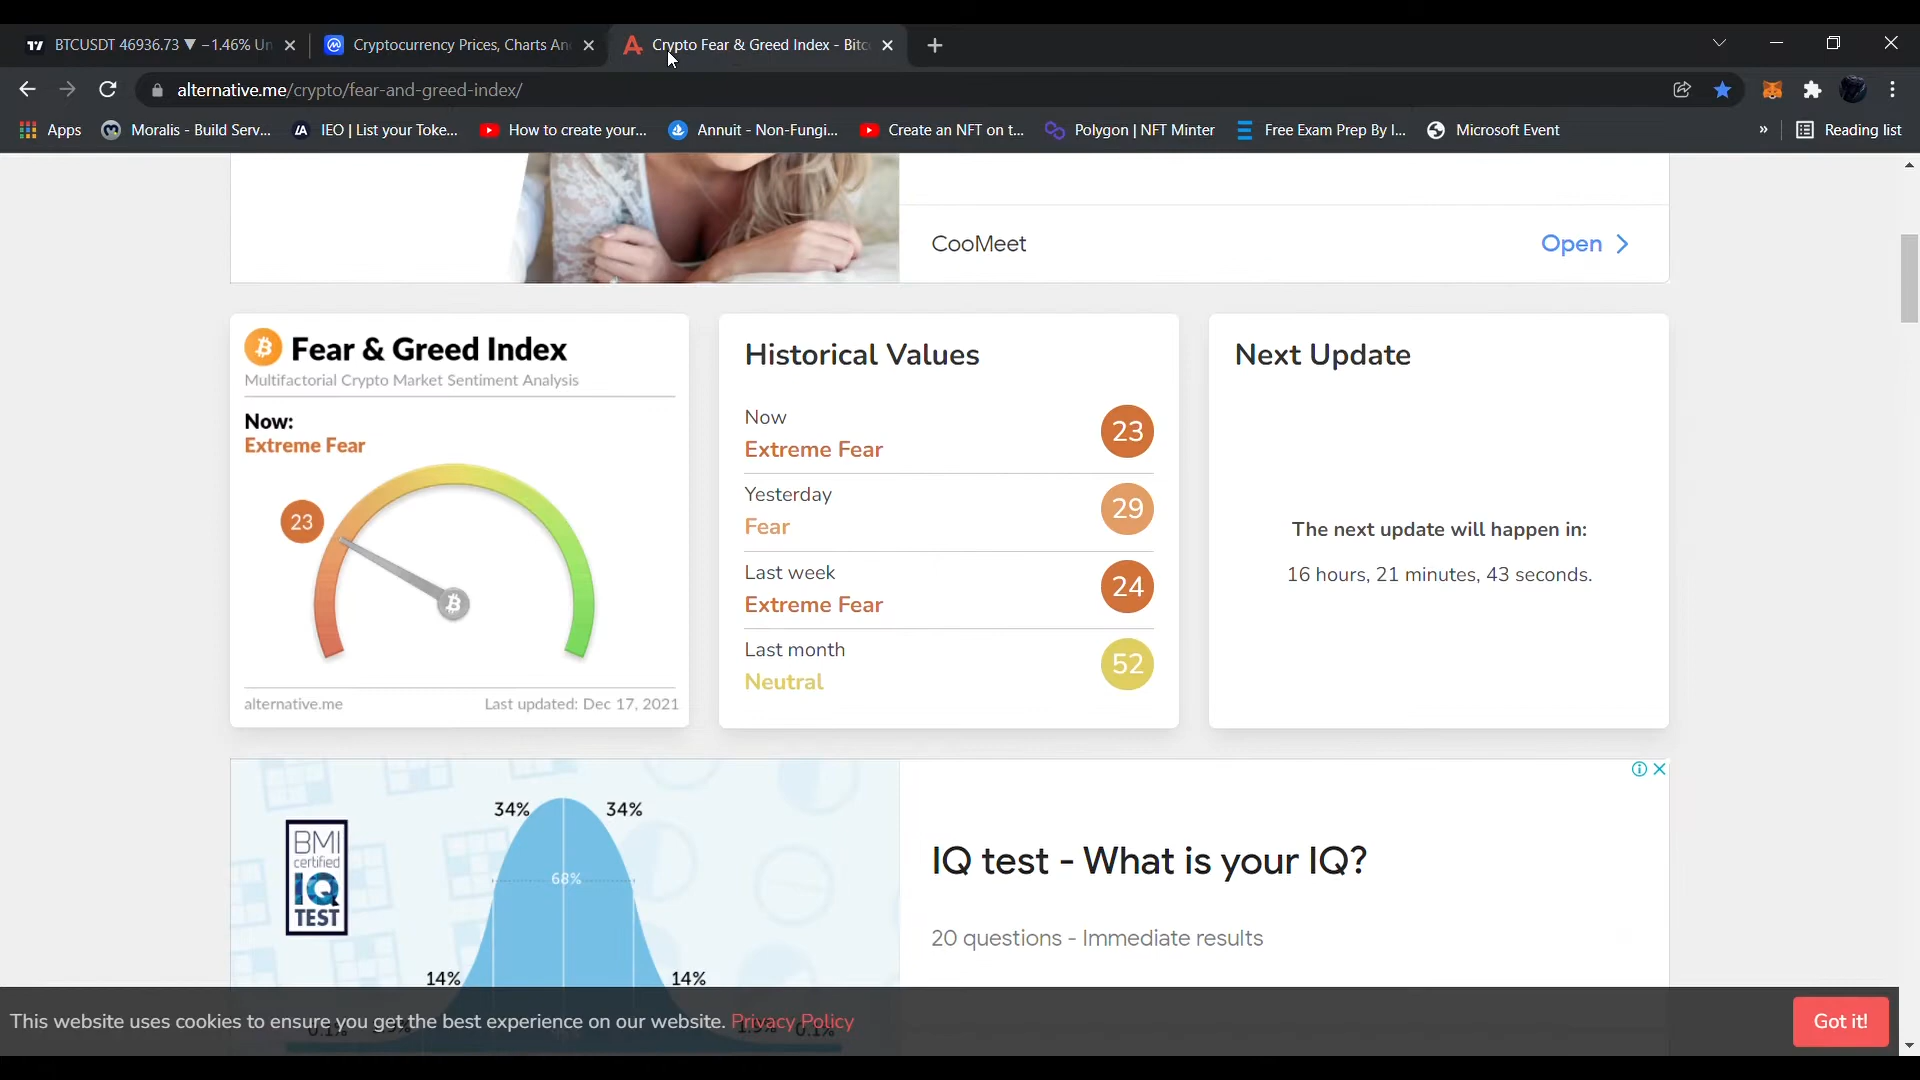 BTCUSDT 46936.73 ▼ −1.46% Un
Cryptocurrency Prices, Charts An
Crypto Fear & Greed Index - Bitc
alternative.me/crypto/fear-and-greed-index/
Apps
Moralis - Build Serv...
IEO | List your Toke...
How to create your...
Annuit - Non-Fungi...
Create an NFT on t...
Polygon | NFT Minter
Free Exam Prep By I...
Microsoft Event
»
Reading list
CooMeet
Open
Fear & Greed Index
Multifactorial Crypto Market Sentiment Analysis
Now:
Extreme Fear
23
alternative.me
Last updated: Dec 17, 2021
Historical Values
Now
Extreme Fear
23
Yesterday
Fear
29
Last week
Extreme Fear
24
Last month
Neutral
52
Next Update
The next update will happen in:
16 hours, 21 minutes, 43 seconds.
BMI
certified
IQ
TEST
34%
34%
68%
14%
14%
IQ test - What is your IQ?
20 questions - Immediate results
This website uses cookies to ensure you get the best experience on our website. Privacy Policy
0.1%
0.1%
Got it!